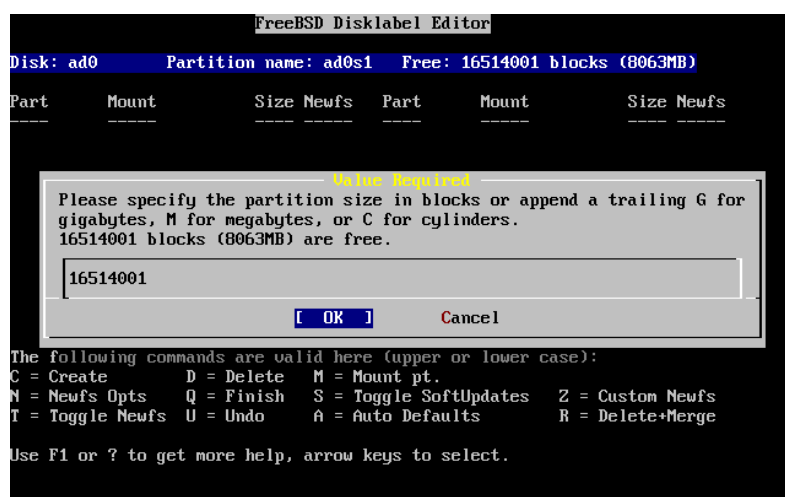 FreeBSD Disklabel Editor
Disk: ad0 Partition name: ad0s1 Free: 16514001 blocks (8063MB)
Part Mount Size Newfs Part Mount Size Newfs
---- ----- ---- ----- ---- ----- ---- -----
Value Required
Please specify the partition size in blocks or append a trailing G for
gigabytes, M for megabytes, or C for cylinders.
16514001 blocks (8063MB) are free.
16514001
[ OK ] Cancel
The following commands are valid here (upper or lower case):
C = Create D = Delete M = Mount pt.
N = Newfs Opts Q = Finish S = Toggle SoftUpdates Z = Custom Newfs
T = Toggle Newfs U = Undo A = Auto Defaults R = Delete+Merge
Use F1 or ? to get more help, arrow keys to select.